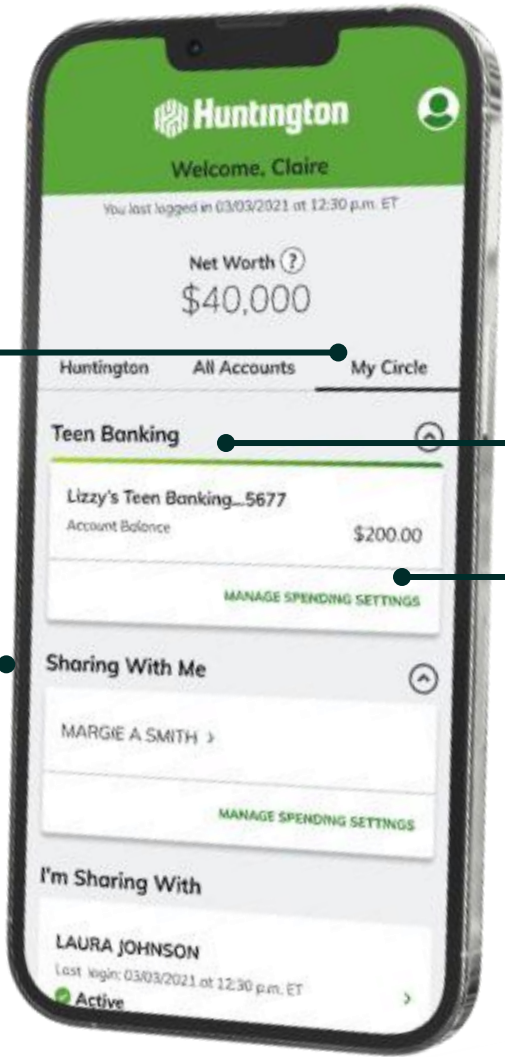 Huntington
Welcome, Claire
You last logged in 03/03/2021 at 12:30 p.m. ET
Net Worth ?
$40,000
Huntington All Accounts My Circle
Teen Banking
Lizzy's Teen Banking...5677
Account Balance
$200.00
MANAGE SPENDING SETTINGS
Sharing With Me
MARGIE A SMITH >
MANAGE SPENDING SETTINGS
I'm Sharing With
LAURA JOHNSON
Last login: 03/03/2021 at 12:30 p.m. ET
Active >